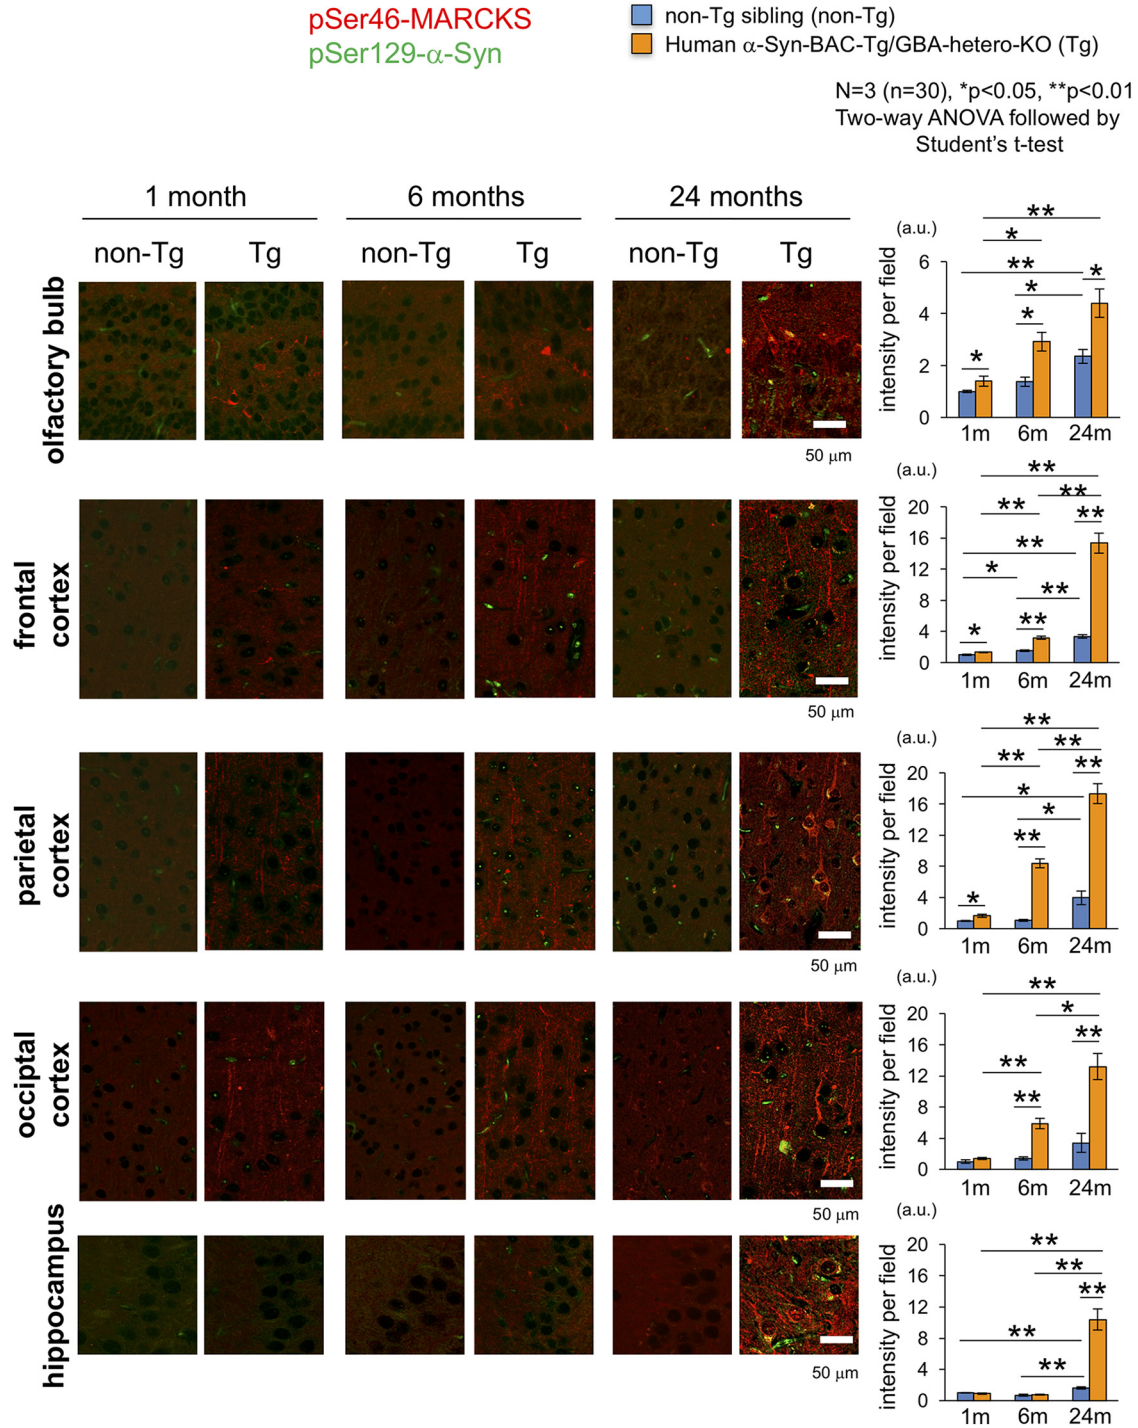 pSer46-MARCKS
pSer129-α-Syn
non-Tg sibling (non-Tg)
Human α-Syn-BAC-Tg/GBA-hetero-KO (Tg)
N=3 (n=30), *p<0.05, **p<0.01
Two-way ANOVA followed by
Student's t-test
1 month
6 months
24 months
non-Tg
Tg
non-Tg
Tg
non-Tg
Tg
olfactory bulb
50 μm
(a.u.)
intensity per field
6
4
2
0
**
*
**
*
*
*
*
1m
6m
24m
frontal
cortex
50 μm
(a.u.)
intensity per field
20
16
12
8
4
0
**
**
**
**
**
*
**
**
*
1m
6m
24m
parietal
cortex
50 μm
(a.u.)
intensity per field
20
16
12
8
4
0
**
**
**
**
*
*
**
*
1m
6m
24m
occiptal
cortex
50 μm
(a.u.)
intensity per field
20
16
12
8
4
0
**
*
**
**
**
1m
6m
24m
hippocampus
50 μm
(a.u.)
intensity per field
20
16
12
8
4
0
**
**
**
**
**
1m
6m
24m